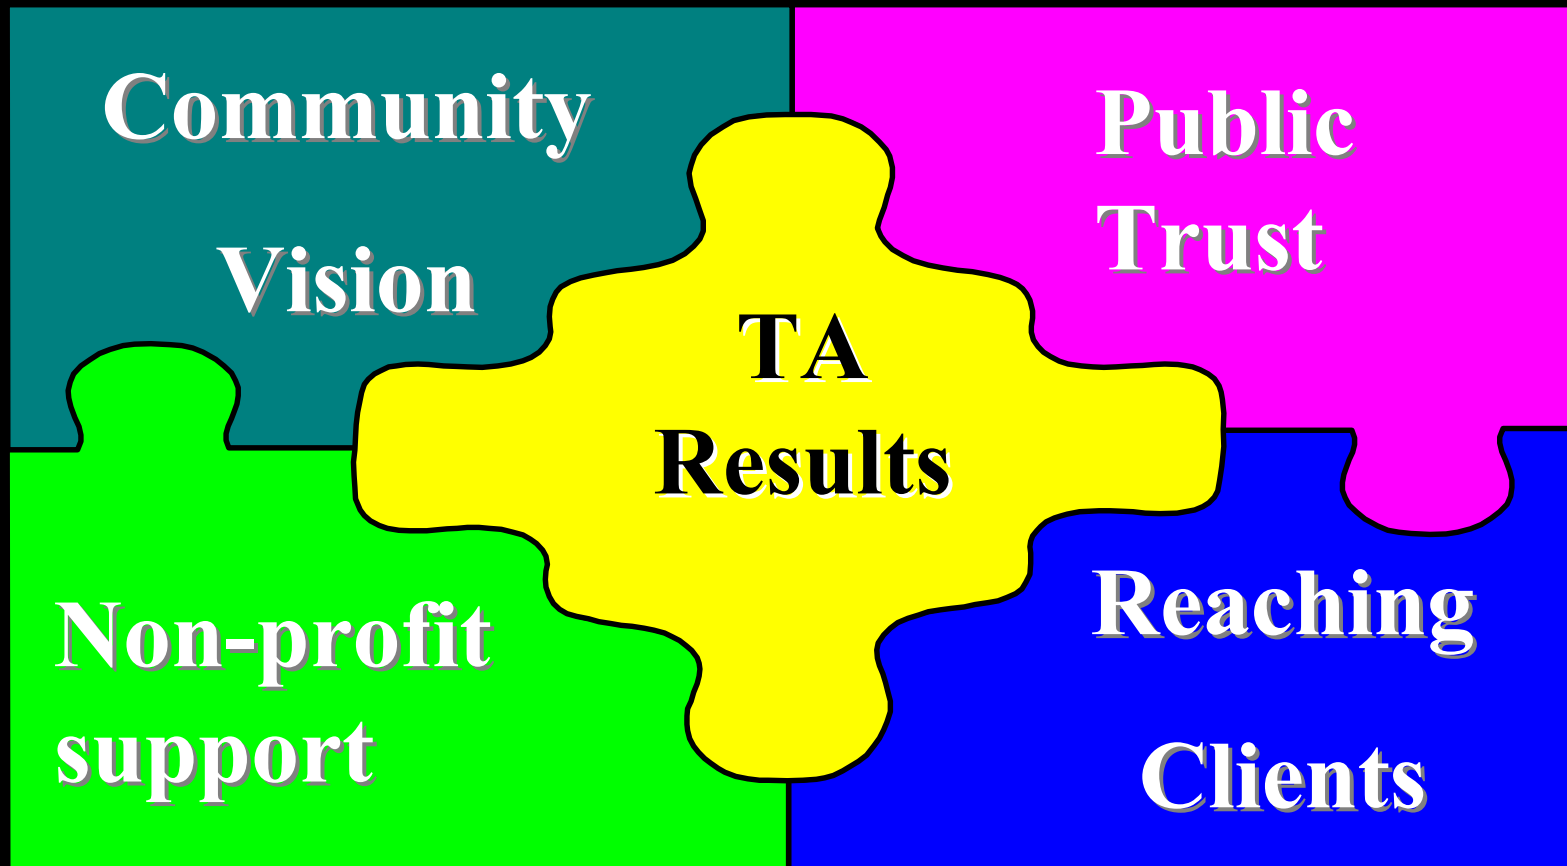 Community
Vision
Public
Trust
TA
Results
Non-profit
support
Reaching
Clients